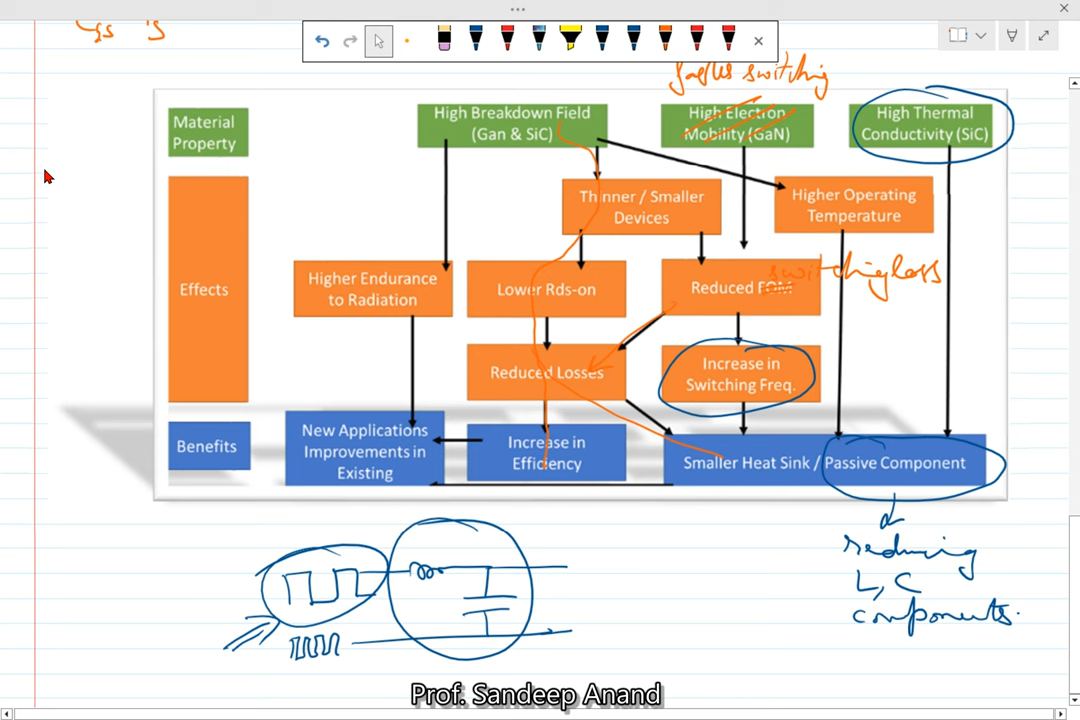 High Breakdown Field
(Gan & SiC)
High Electron
Mobility (GaN)
High Thermal
Conductivity (SiC)
Material
Property
switching
Thinner / Smaller
Devices
Higher Operating
Temperature
Effects
Higher Endurance
to Radiation
Lower Rds-on
Reduced FOM
switching loss
Reduced Losses
Increase in
Switching Freq.
Benefits
New Applications
Improvements in
Existing
Increase in
Efficiency
Smaller Heat Sink / Passive Component
reducing
L, C
components.
Prof. Sandeep Anand